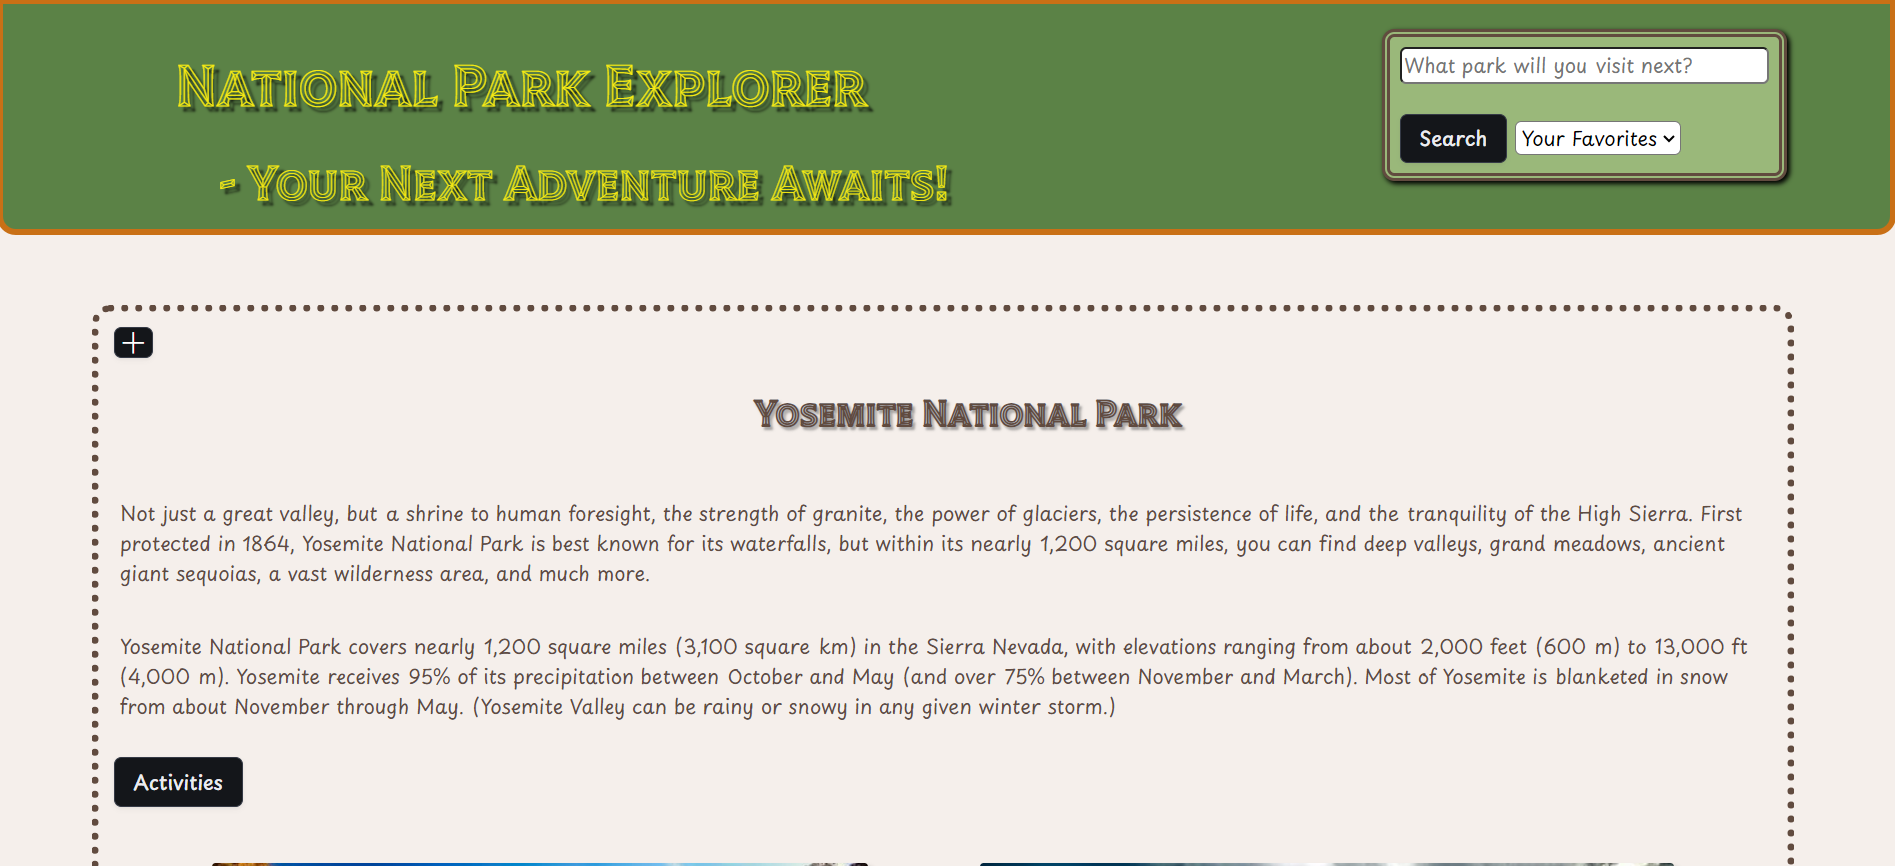 National Park Explorer
- Your Next Adventure Awaits!
What park will you visit next?
Search
Your Favorites
Yosemite National Park
Not just a great valley, but a shrine to human foresight, the strength of granite, the power of glaciers, the persistence of life, and the tranquility of the High Sierra. First
protected in 1864, Yosemite National Park is best known for its waterfalls, but within its nearly 1,200 square miles, you can find deep valleys, grand meadows, ancient
giant sequoias, a vast wilderness area, and much more.
Yosemite National Park covers nearly 1,200 square miles (3,100 square km) in the Sierra Nevada, with elevations ranging from about 2,000 feet (600 m) to 13,000 ft
(4,000 m). Yosemite receives 95% of its precipitation between October and May (and over 75% between November and March). Most of Yosemite is blanketed in snow
from about November through May. (Yosemite Valley can be rainy or snowy in any given winter storm.)
Activities